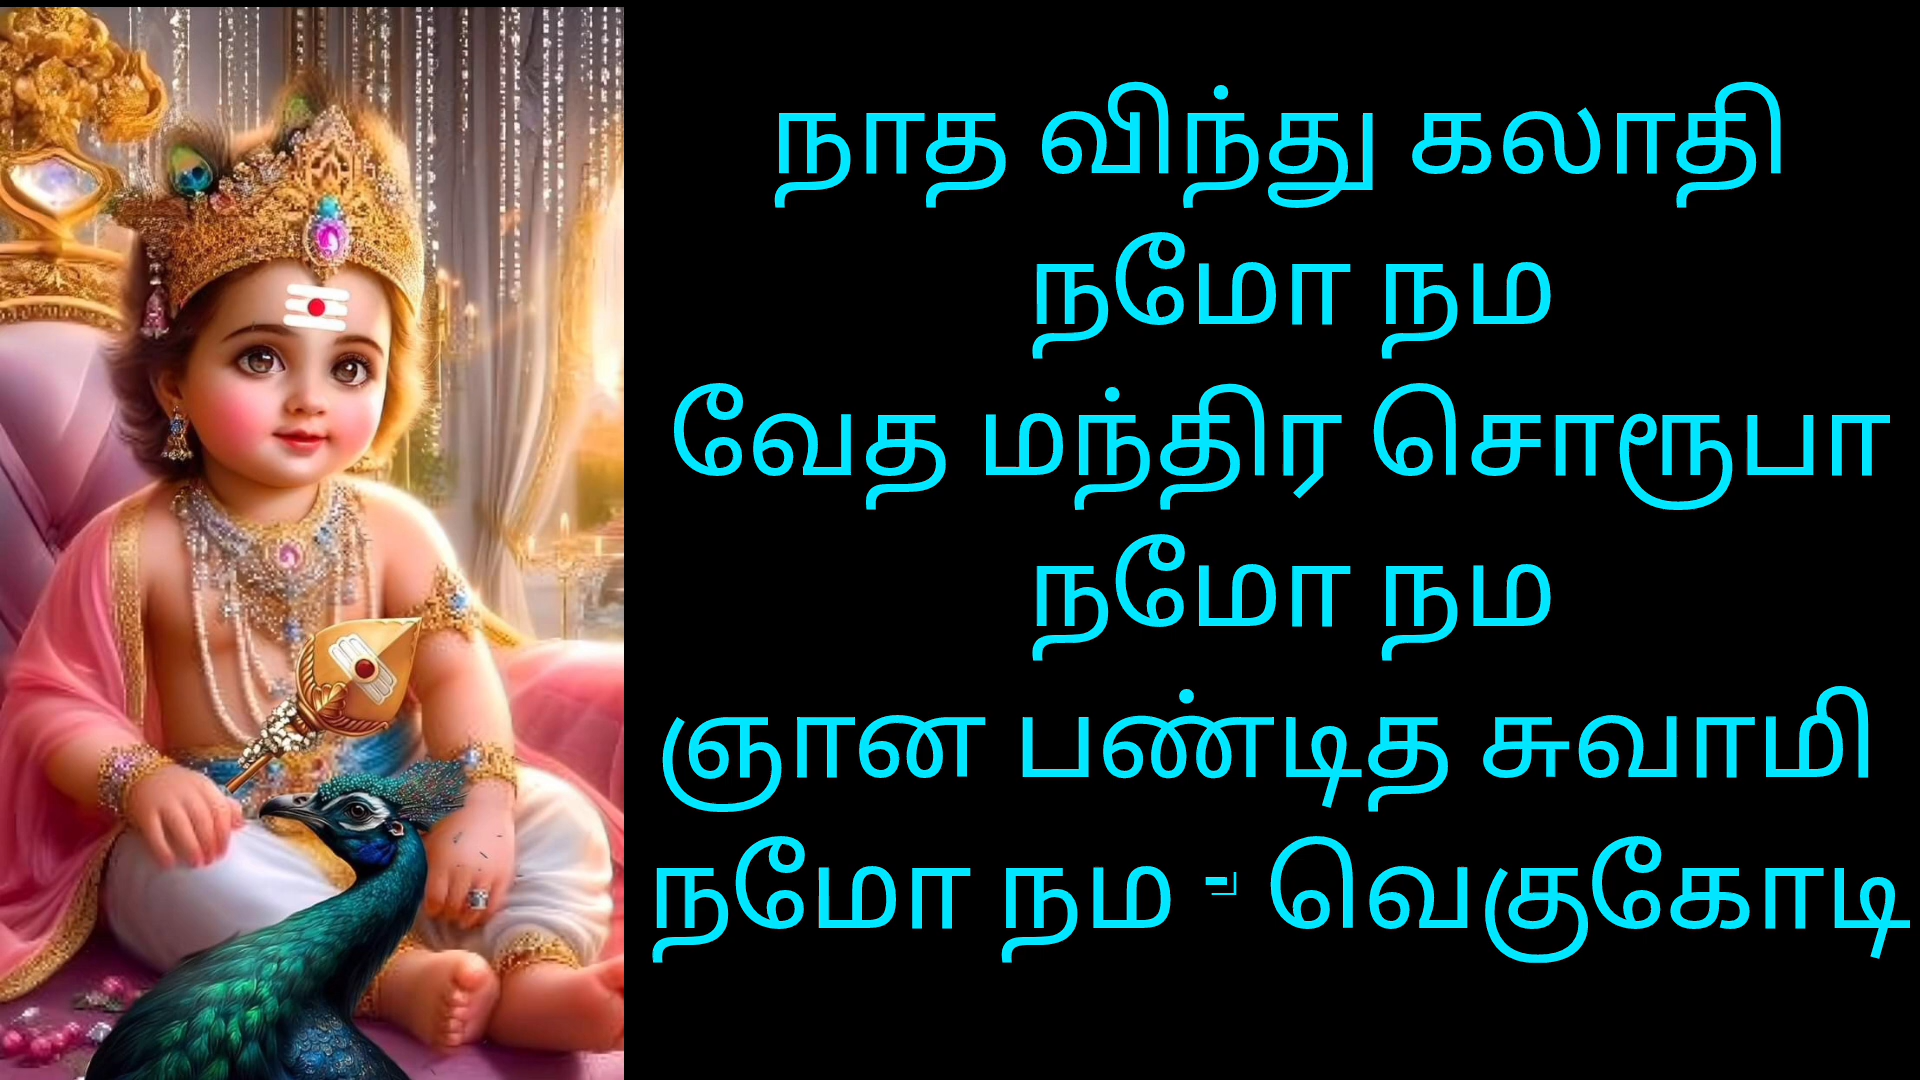 நாத விந்து கலாதி
நமோ நம
வேத மந்திர சொரூபா
நமோ நம
ஞான பண்டித சுவாமி
நமோ நம - வெகுகோடி